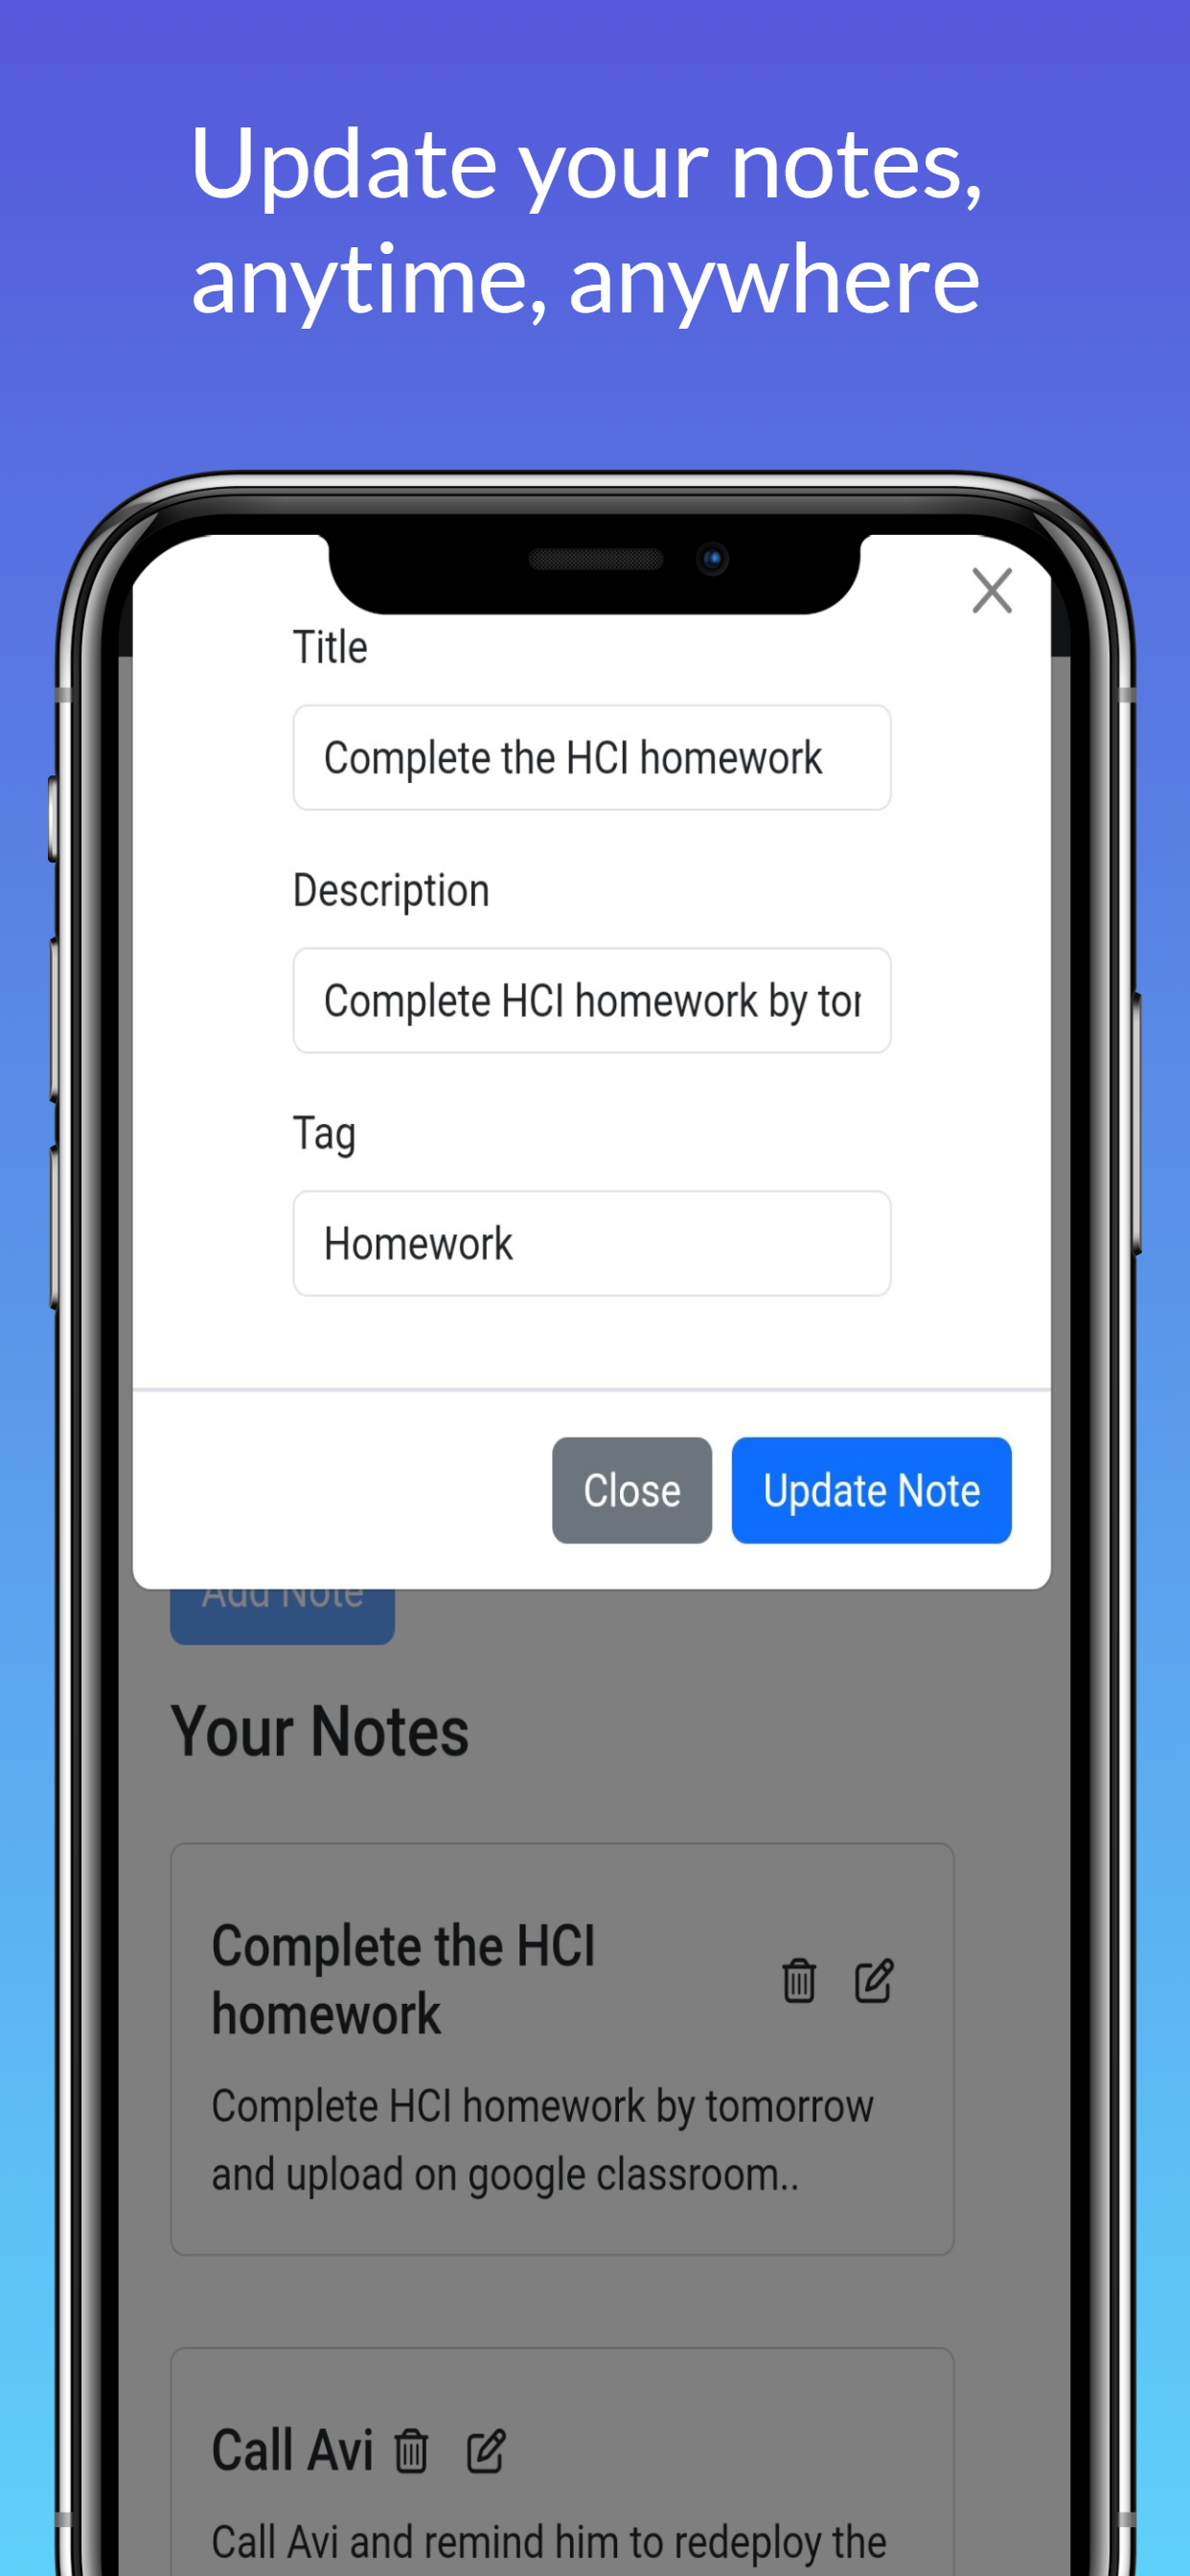 Update your notes,
anytime, anywhere
Title
Complete the HCI homework
Description
Complete HCI homework by tor
Tag
Homework
Close
Update Note
Add Note
Your Notes
Complete the HCI
homework
Complete HCI homework by tomorrow
and upload on google classroom..
Call Avi
Call Avi and remind him to redeploy the